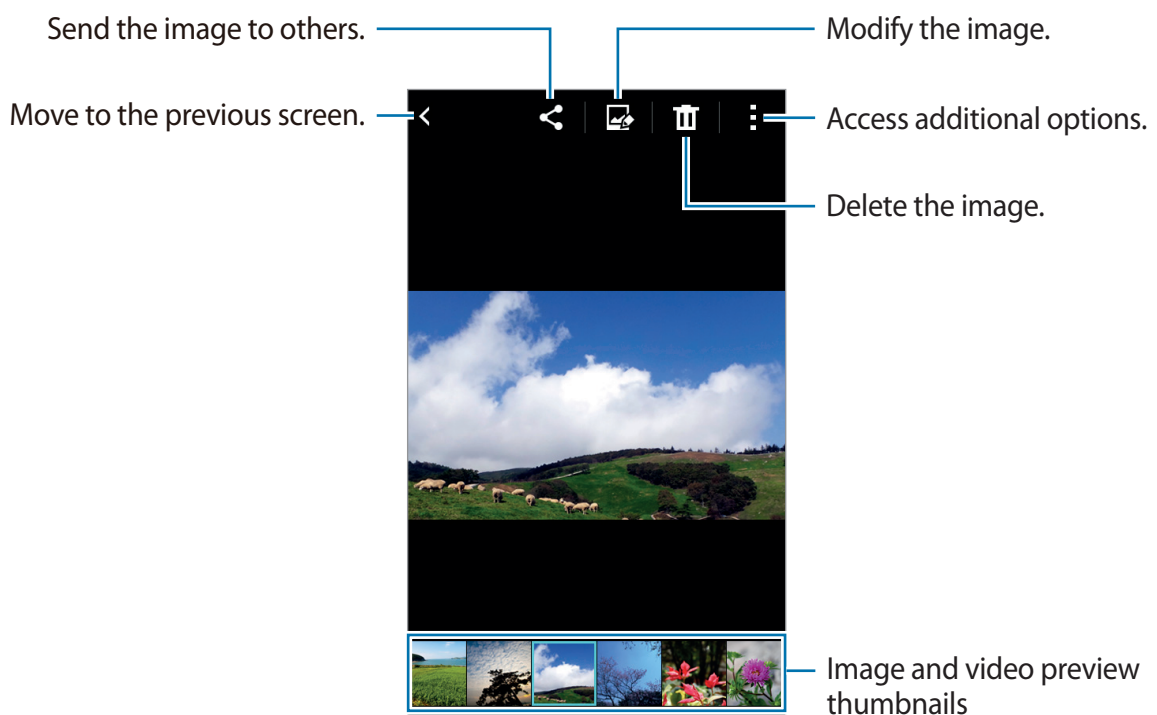 Send the image to others.
Modify the image.
Move to the previous screen.
Access additional options.
Delete the image.
Image and video preview
thumbnails